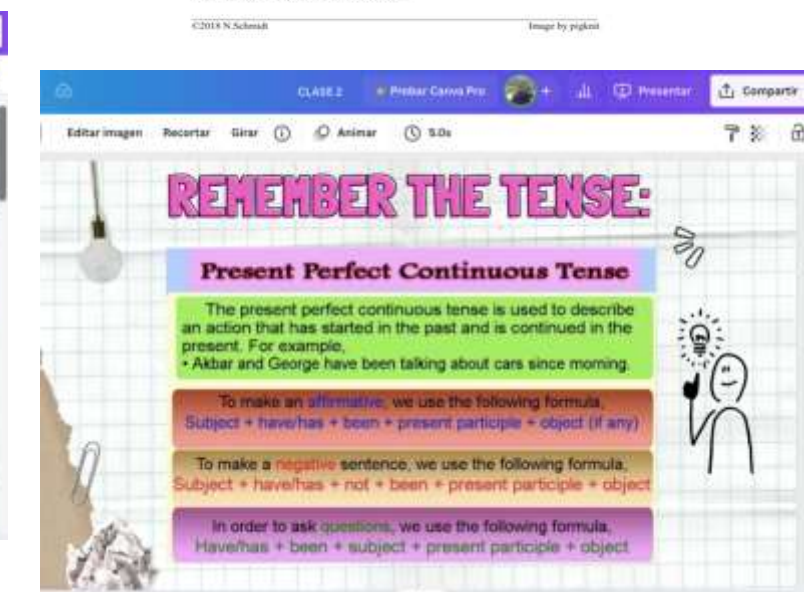 ©2018 N.Schmidt
Image by pigknit
CLASE 2
Probar Canva Pro
+
Presentar
Compartir
Editar imagen
Recortar
Girar
Animar
5.0s
REMEMBER THE TENSE:
Present Perfect Continuous Tense
The present perfect continuous tense is used to describe
an action that has started in the past and is continued in the
present. For example,
• Akbar and George have been talking about cars since morning.
To make an affirmative, we use the following formula,
Subject + have/has + been + present participle + object (if any)
To make a negative sentence, we use the following formula,
Subject + have/has + not + been + present participle + object
In order to ask questions, we use the following formula,
Have/has + been + subject + present participle + object